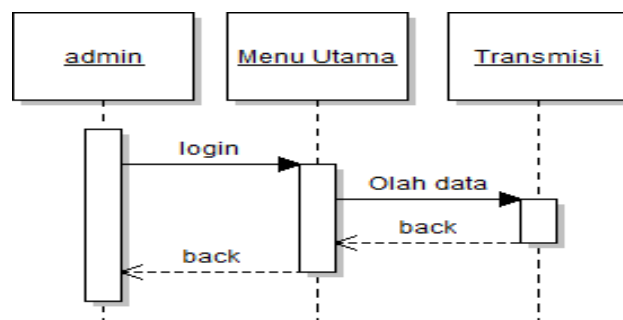 admin
Menu Utama
Transmisi
login
Olah data
back
back